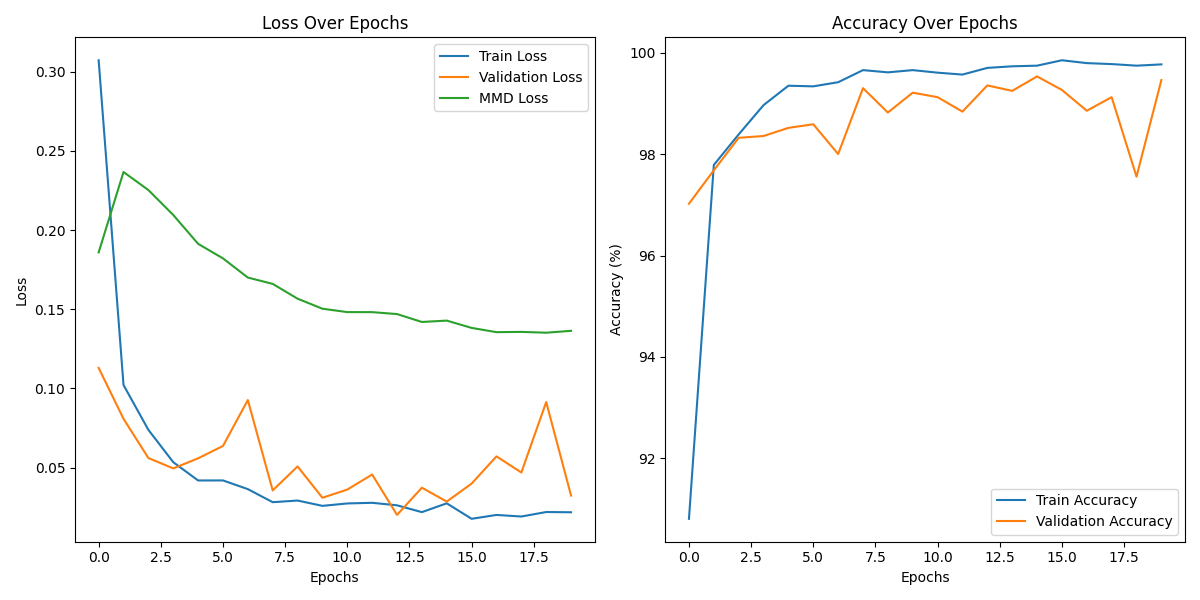 Loss Over Epochs
Loss
0.30
0.25
0.20
0.15
0.10
0.05
Train Loss
Validation Loss
MMD Loss
0.0 2.5 5.0 7.5 10.0 12.5 15.0 17.5
Epochs
Accuracy Over Epochs
Accuracy (%)
100
98
96
94
92
Train Accuracy
Validation Accuracy
0.0 2.5 5.0 7.5 10.0 12.5 15.0 17.5
Epochs